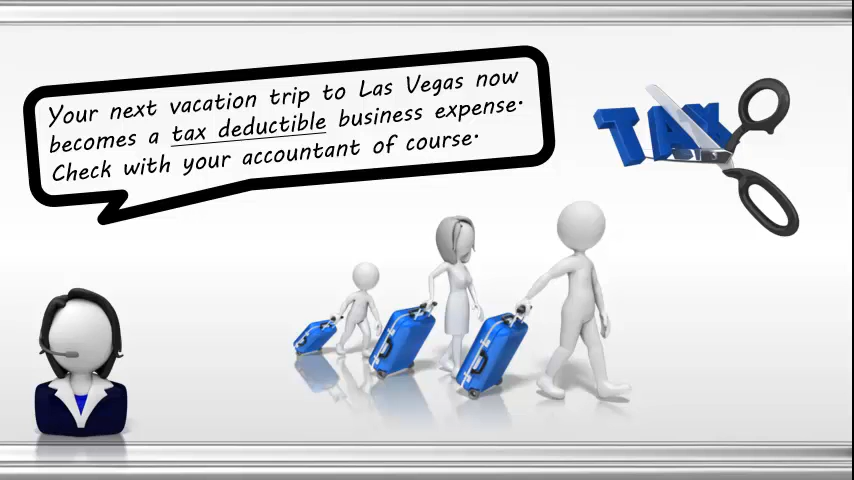 Your next vacation trip to Las Vegas now
becomes a tax deductible business expense.
Check with your accountant of course.
TAX